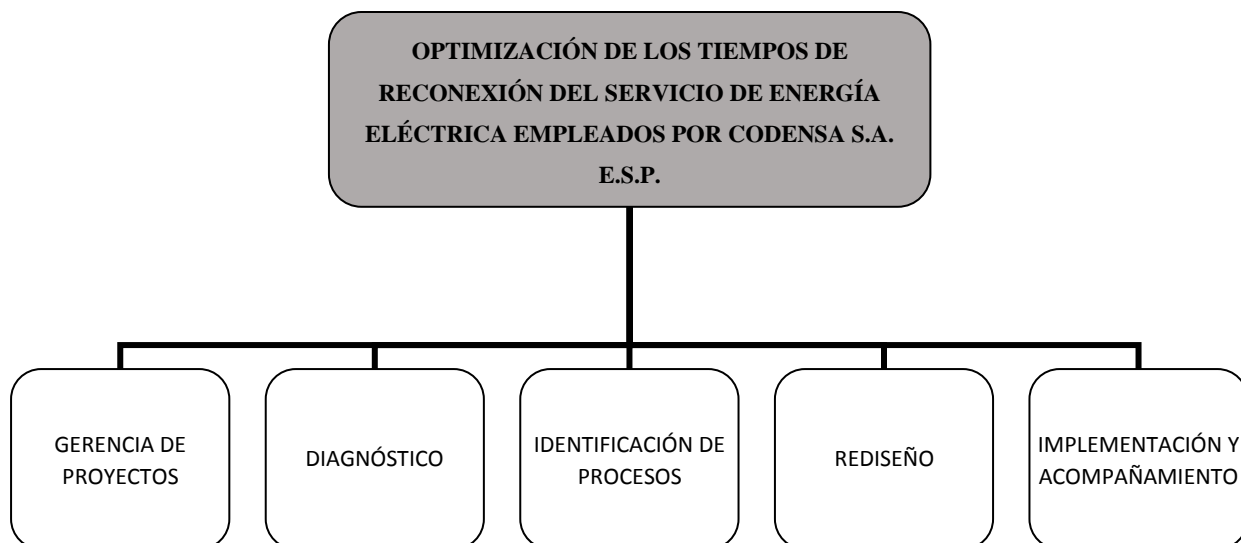 OPTIMIZACIÓN DE LOS TIEMPOS DE
RECONEXIÓN DEL SERVICIO DE ENERGÍA
ELÉCTRICA EMPLEADOS POR CODENSA S.A.
E.S.P.
GERENCIA DE
PROYECTOS
DIAGNÓSTICO
IDENTIFICACIÓN DE
PROCESOS
REDISEÑO
IMPLEMENTACIÓN Y
ACOMPAÑAMIENTO